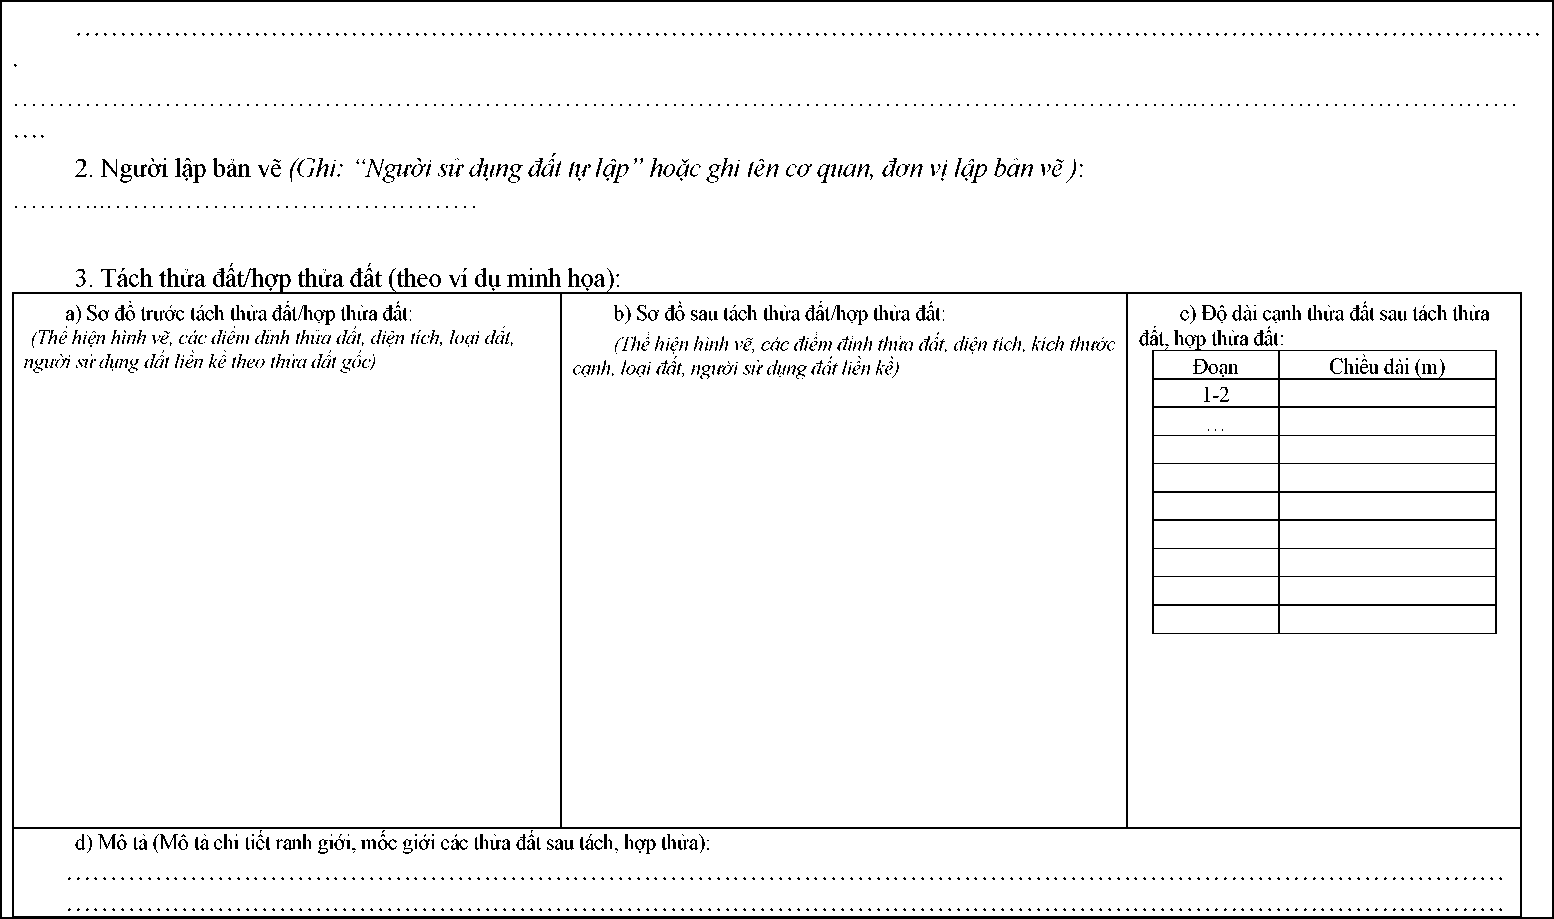 ……………………………………………………………………………………………………………………………………………………
.
…………………………………………………………………………………………………………………..……………………………
….
2. Người lập bản vẽ (Ghi: “Người sử dụng đất tự lập” hoặc ghi tên cơ quan, đơn vị lập bản vẽ ):
………..……………………………………
3. Tách thửa đất/hợp thửa đất (theo ví dụ minh họa):
a) Sơ đồ trước tách thửa đất/hợp thửa đất:
(Thể hiện hình vẽ, các điểm đỉnh thửa đất, diện tích, loại đất,
người sử dụng đất liền kề theo thửa đất gốc)
b) Sơ đồ sau tách thửa đất/hợp thửa đất:
(Thể hiện hình vẽ, các điểm đỉnh thửa đất, diện tích, kích thước
cạnh, loại đất, người sử dụng đất liền kề)
c) Độ dài cạnh thửa đất sau tách thửa
đất, hợp thửa đất:
Đoạn Chiều dài (m)
1-2
…
d) Mô tả (Mô tả chi tiết ranh giới, mốc giới các thửa đất sau tách, hợp thửa):
……………………………………………………………………………………………………………………………………………………
……………………………………………………………………………………………………………………………………………………